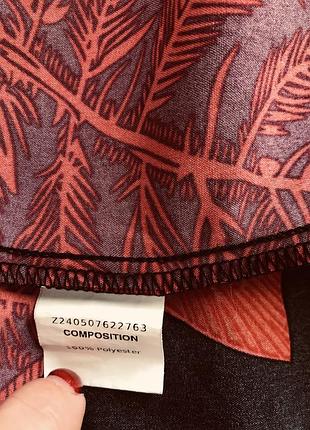 Z240507622763
COMPOSITION
100% Polyester